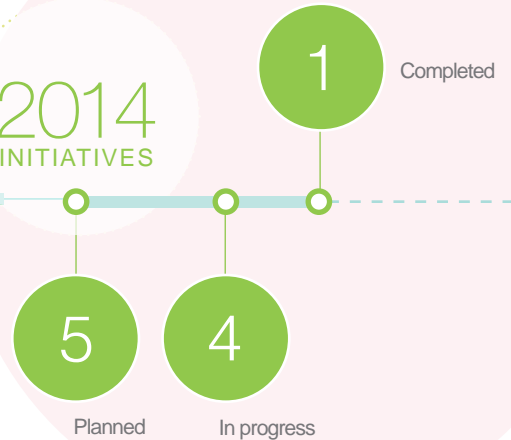 1
Completed
2014
INITIATIVES
5
4
Planned
In progress